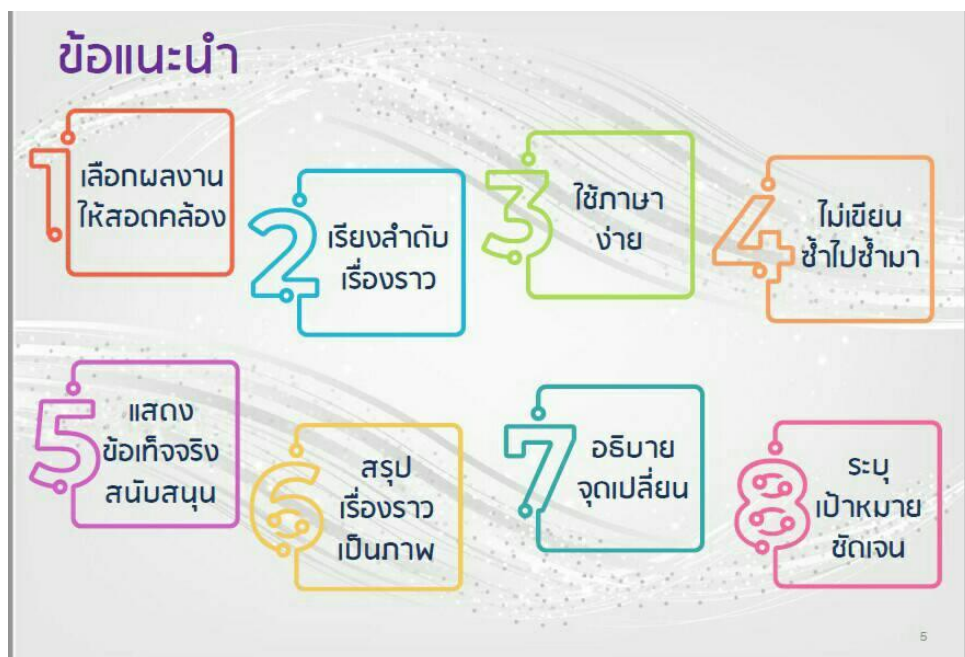 ข้อแนะนำ
1
เลือกผลงาน
ให้สอดคล้อง
2
เรียงลำดับ
เรื่องราว
3
ใช้ภาษา
ง่าย
4
ไม่เขียน
ซ้ำไปซ้ำมา
5
แสดง
ข้อเท็จจริง
สนับสนุน
6
สรุป
เรื่องราว
เป็นภาพ
7
อธิบาย
จุดเปลี่ยน
8
ระบุ
เป้าหมาย
ชัดเจน
5